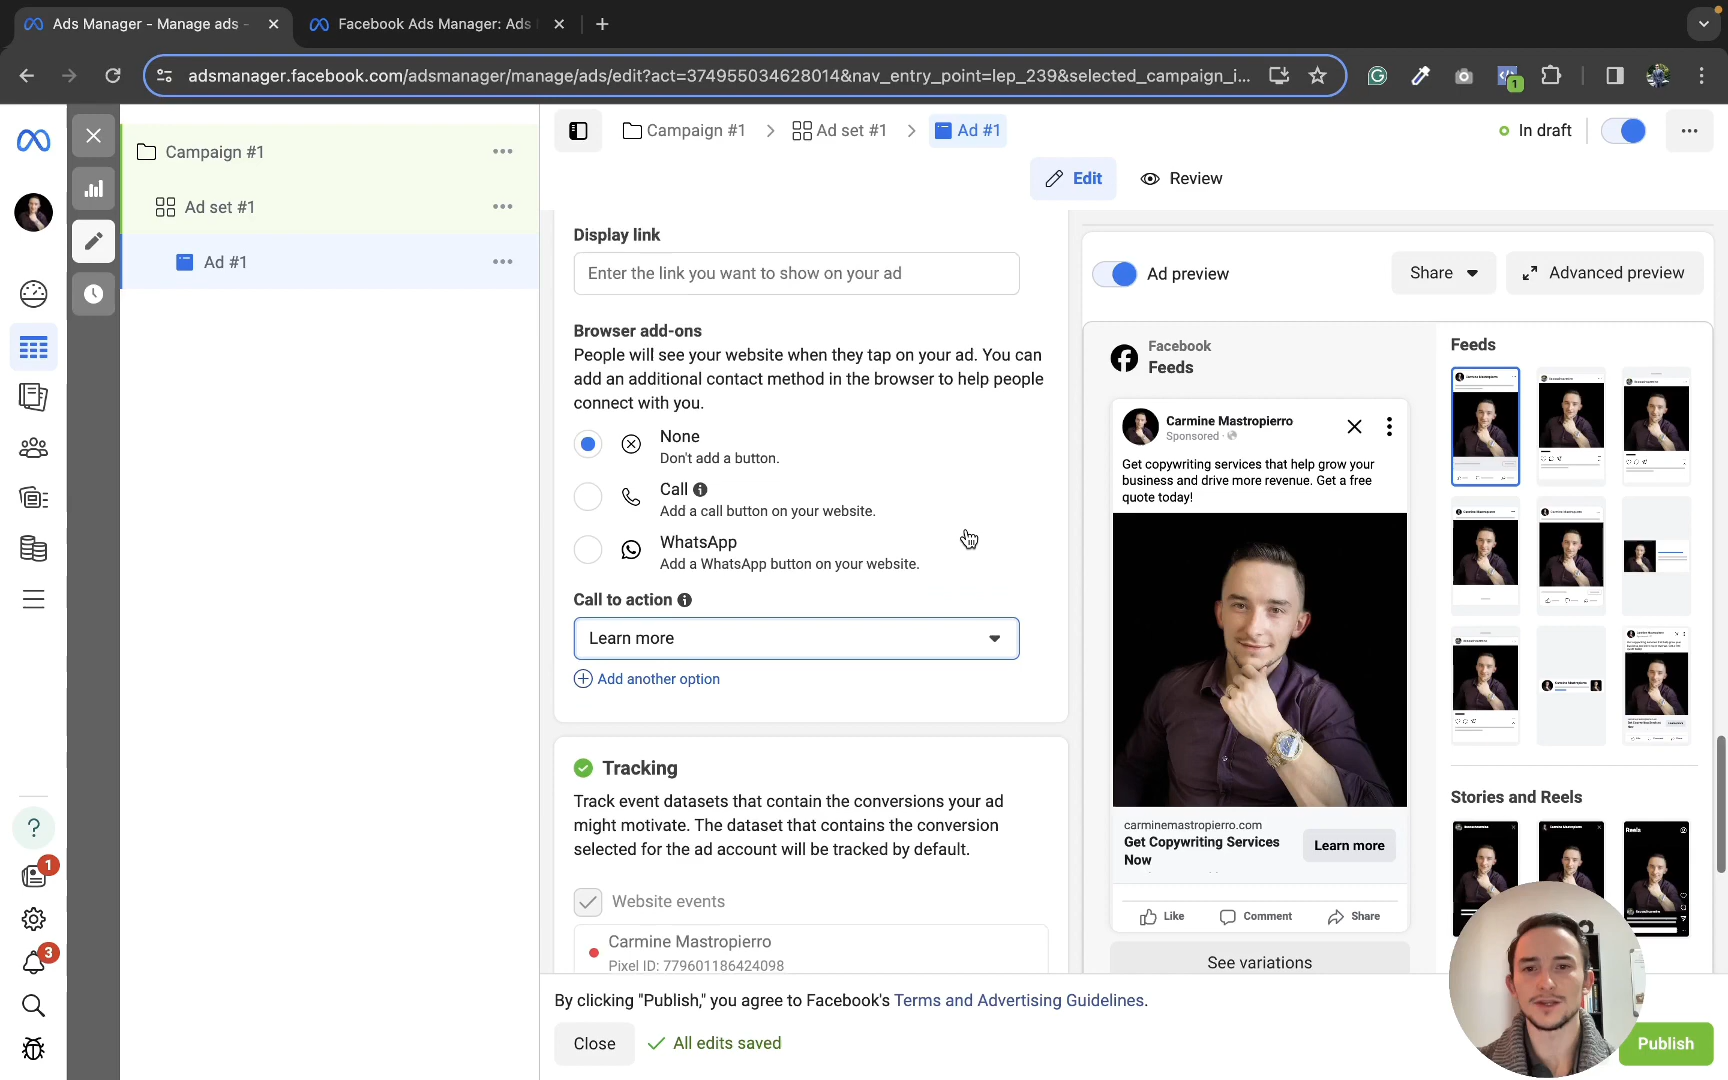 Ads Manager - Manage ads -
Facebook Ads Manager: Ads
adsmanager.facebook.com/adsmanager/manage/ads/edit?act=374955034628014&nav_entry_point=lep_239&selected_campaign_i...
1
Campaign #1
Ad set #1
Ad #1
Campaign #1
Ad set #1
Ad #1
In draft
Edit
Review
Display link
Enter the link you want to show on your ad
Browser add-ons
People will see your website when they tap on your ad. You can
add an additional contact method in the browser to help people
connect with you.
None
Don't add a button.
Call
Add a call button on your website.
WhatsApp
Add a WhatsApp button on your website.
Call to action
Learn more
Add another option
Tracking
Track event datasets that contain the conversions your ad
might motivate. The dataset that contains the conversion
selected for the ad account will be tracked by default.
Website events
Carmine Mastropierro
Pixel ID: 779601186424098
Ad preview
Share
Advanced preview
Facebook
Feeds
Carmine Mastropierro
Sponsored ·
Get copywriting services that help grow your
business and drive more revenue. Get a free
quote today!
carminemastropierro.com
Get Copywriting Services
Now
Learn more
Like
Comment
Share
See variations
Feeds
Stories and Reels
Reels
?
1
3
By clicking "Publish," you agree to Facebook's Terms and Advertising Guidelines.
Close
All edits saved
Publish